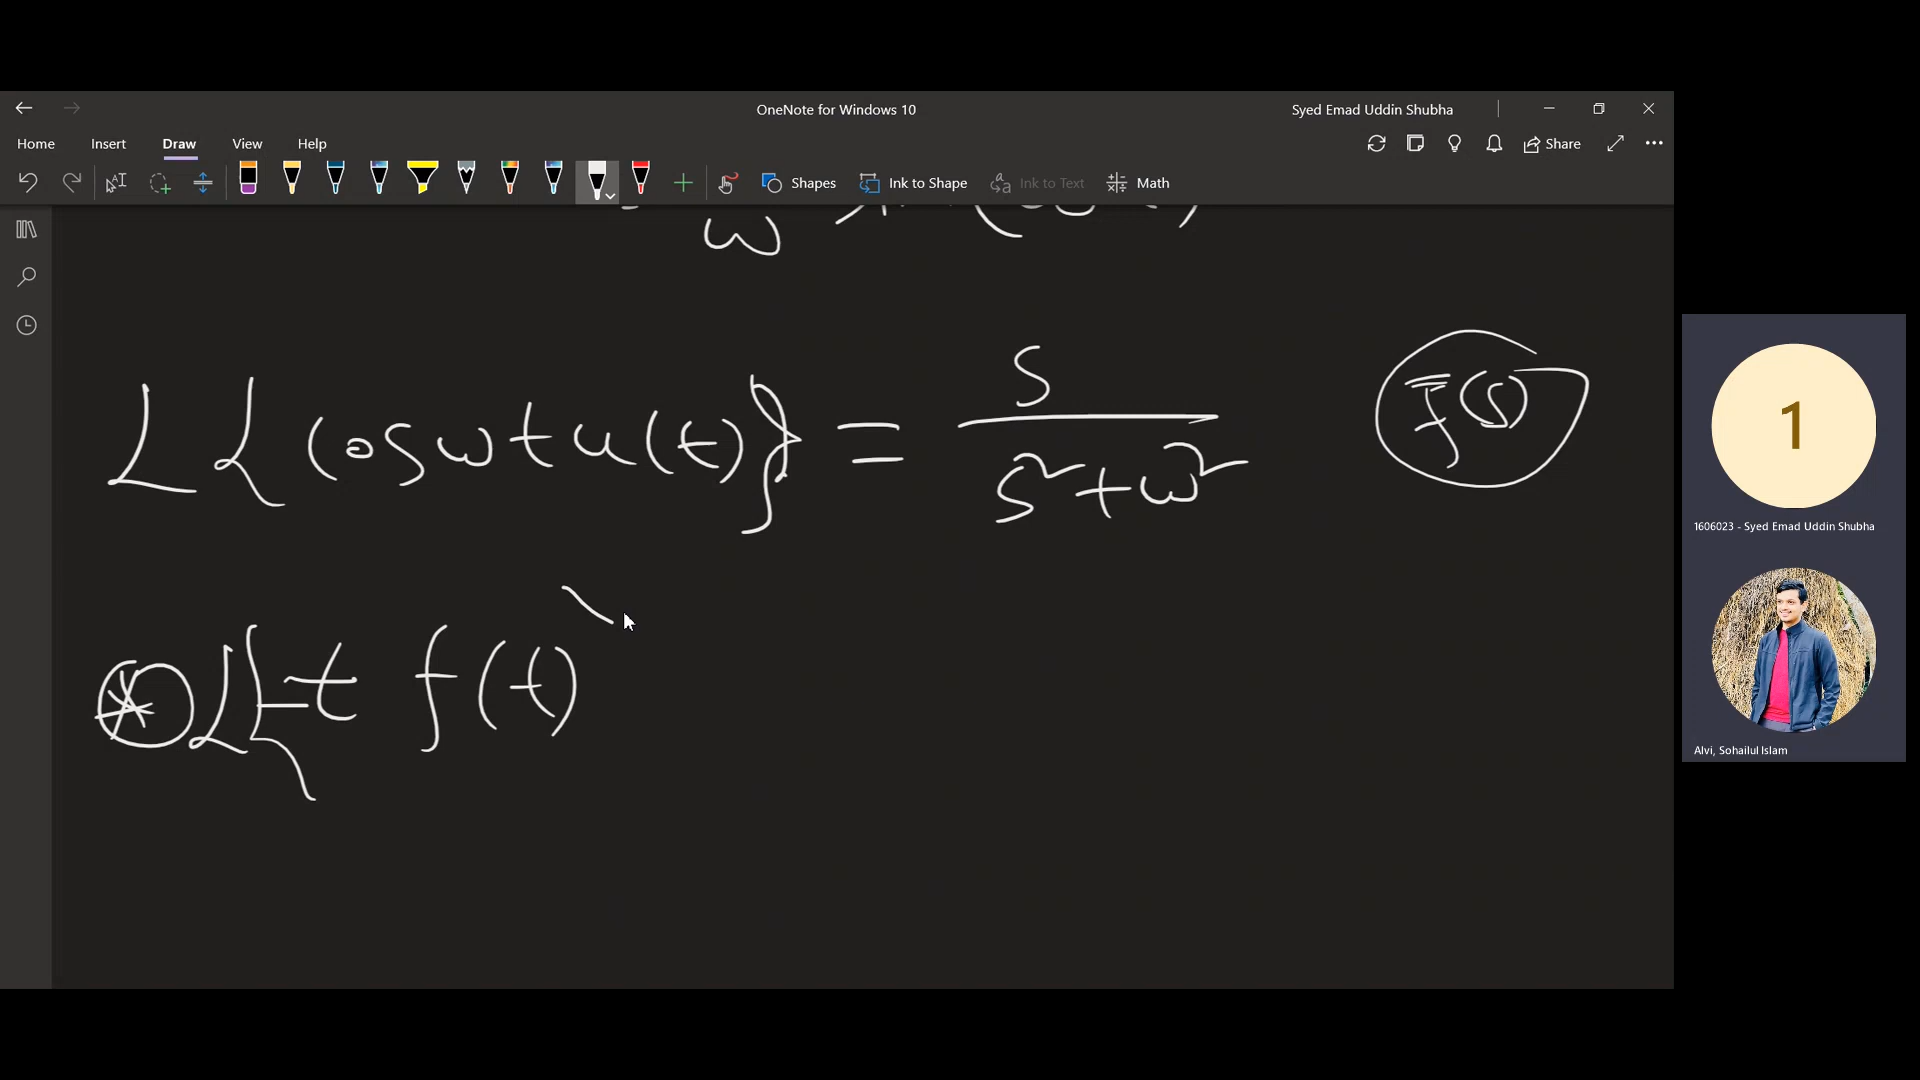 OneNote for Windows 10
Syed Emad Uddin Shubha
Home Insert Draw View Help
Share
Shapes Ink to Shape Ink to Text Math
ω
L{cosωt u(t)} = s
s²+ω²
F(s)
⊛ L{-t f(t)
1
1606023 - Syed Emad Uddin Shubha
Alvi, Sohailul Islam